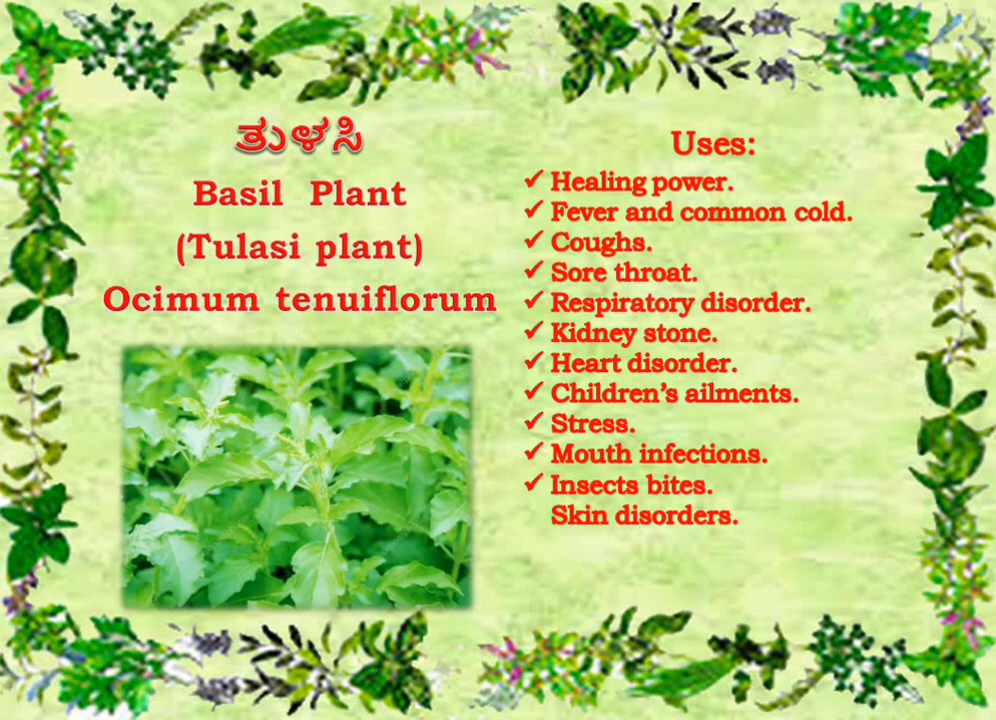 ತುಳಸಿ
Basil Plant
(Tulasi plant)
Ocimum tenuiflorum
Uses:
✓ Healing power.
✓ Fever and common cold.
✓ Coughs.
✓ Sore throat.
✓ Respiratory disorder.
✓ Kidney stone.
✓ Heart disorder.
✓ Children's ailments.
✓ Stress.
✓ Mouth infections.
✓ Insects bites.
Skin disorders.